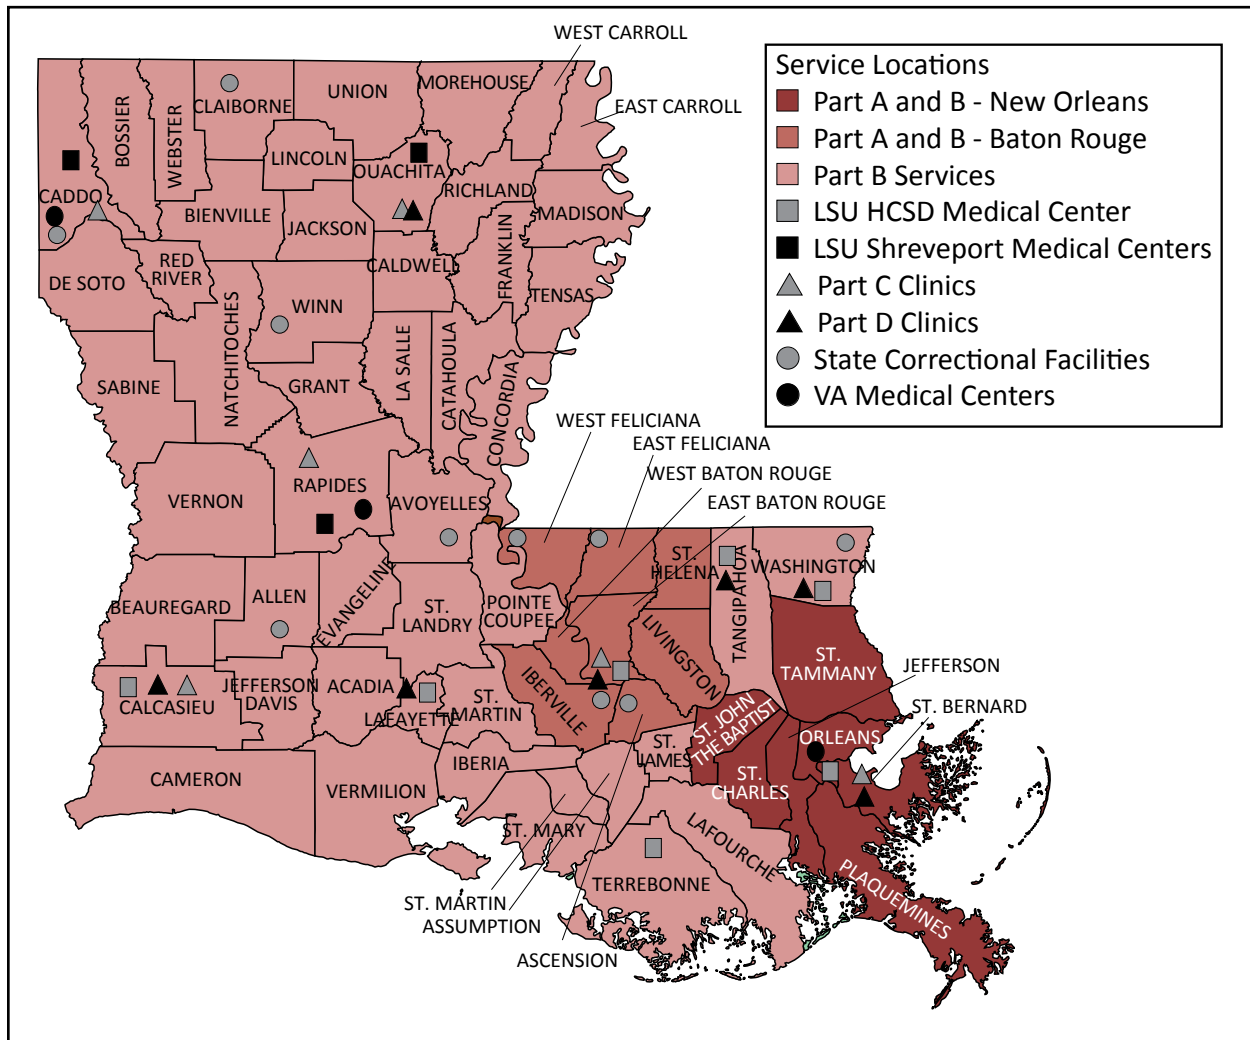 WEST CARROLL
EAST CARROLL
Service Locations
Part A and B - New Orleans
Part A and B - Baton Rouge
Part B Services
LSU HCSD Medical Center
LSU Shreveport Medical Centers
Part C Clinics
Part D Clinics
State Correctional Facilities
VA Medical Centers
BOSSIER
WEBSTER
CLAIBORNE
UNION
MOREHOUSE
LINCOLN
OUACHITA
RICHLAND
CADDO
BIENVILLE
JACKSON
MADISON
DE SOTO
RED
RIVER
CALDWELL
FRANKLIN
TENSAS
WINN
NATCHITOCHES
SABINE
GRANT
LA SALLE
CATAHOULA
CONCORDIA
WEST FELICIANA
EAST FELICIANA
WEST BATON ROUGE
EAST BATON ROUGE
VERNON
RAPIDES
AVOYELLES
BEAUREGARD
ALLEN
EVANGELINE
ST.
LANDRY
POINTE
COUPEE
ST.
HELENA
TANGIPAHOA
WASHINGTON
LIVINGSTON
ST.
TAMMANY
JEFFERSON
ST. BERNARD
CALCASIEU
JEFFERSON
DAVIS
ACADIA
LAFAYETTE
ST.
MARTIN
IBERVILLE
ST. JOHN
THE BAPTIST
ORLEANS
CAMERON
VERMILION
IBERIA
ST.
JAMES
ST.
CHARLES
ST. MARY
LAFOURCHE
TERREBONNE
PLAQUEMINES
ST. MARTIN
ASSUMPTION
ASCENSION